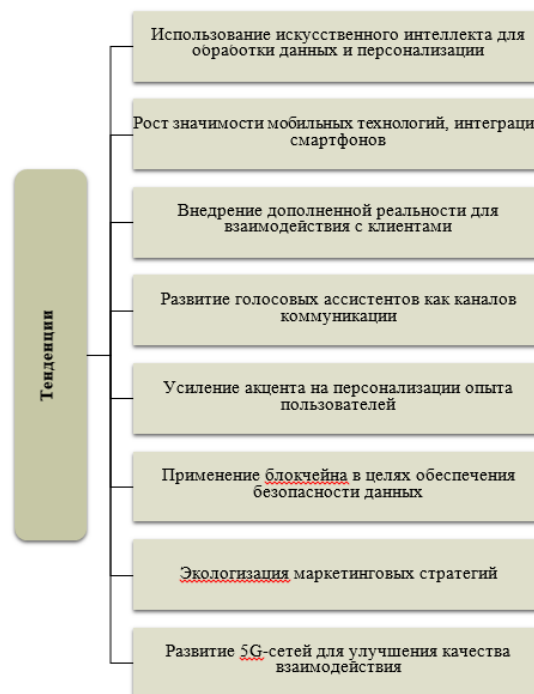 Использование искусственного интеллекта для
обработки данных и персонализации
Рост значимости мобильных технологий, интеграци
смартфонов
Внедрение дополненной реальности для
взаимодействия с клиентами
Развитие голосовых ассистентов как каналов
коммуникации
Тенденции
Усиление акцента на персонализации опыта
пользователей
Применение блокчейна в целях обеспечения
безопасности данных
Экологизация маркетинговых стратегий
Развитие 5G-сетей для улучшения качества
взаимодействия